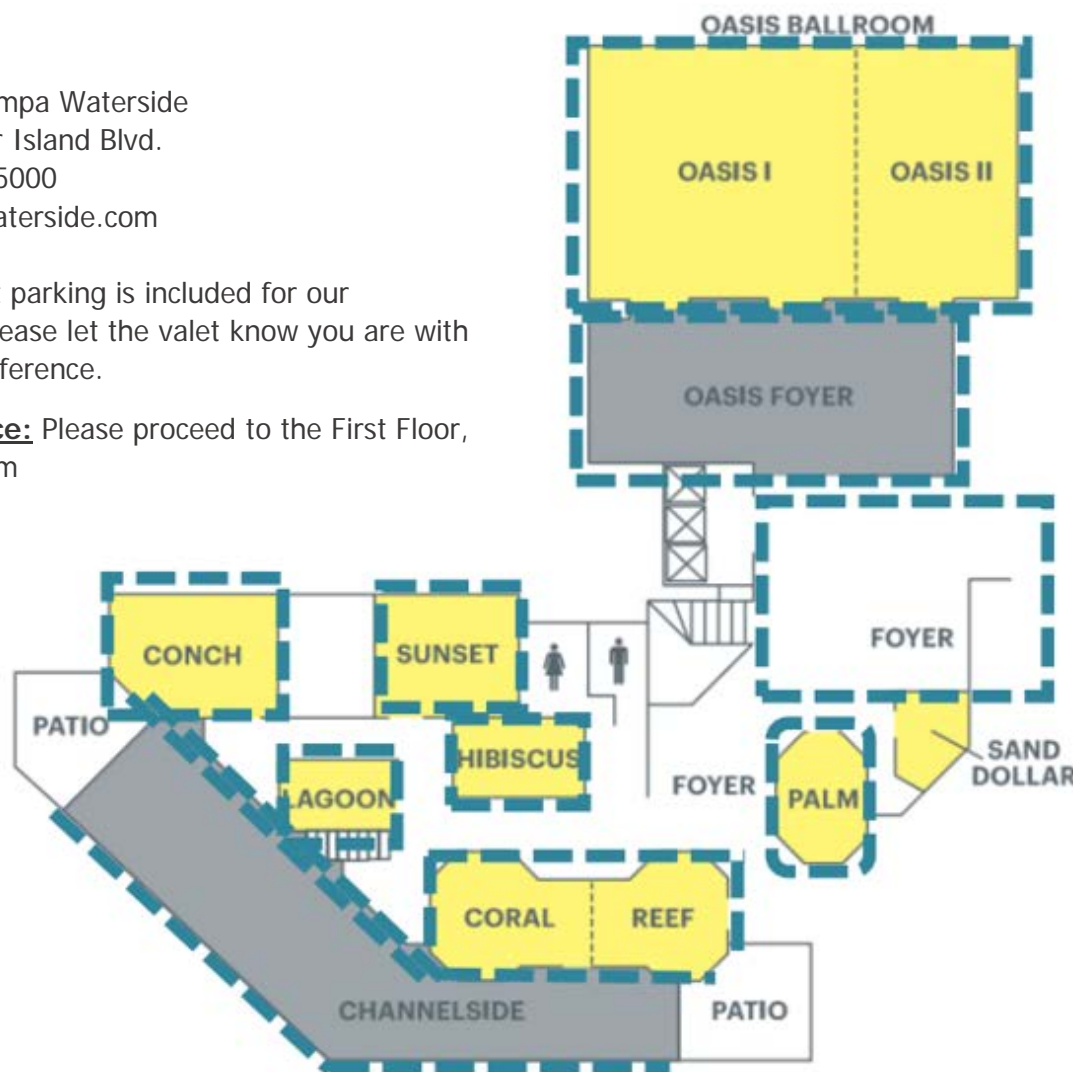 OASIS BALLROOM
mpa Waterside
r Island Blvd.
5000
aterside.com
OASIS I
OASIS II
t parking is included for our
ease let the valet know you are with
ference.
OASIS FOYER
ce: Please proceed to the First Floor,
m
CONCH
SUNSET
FOYER
PATIO
HIBISCUS
SAND
DOLLAR
LAGOON
FOYER
PALM
CORAL
REEF
CHANNELSIDE
PATIO